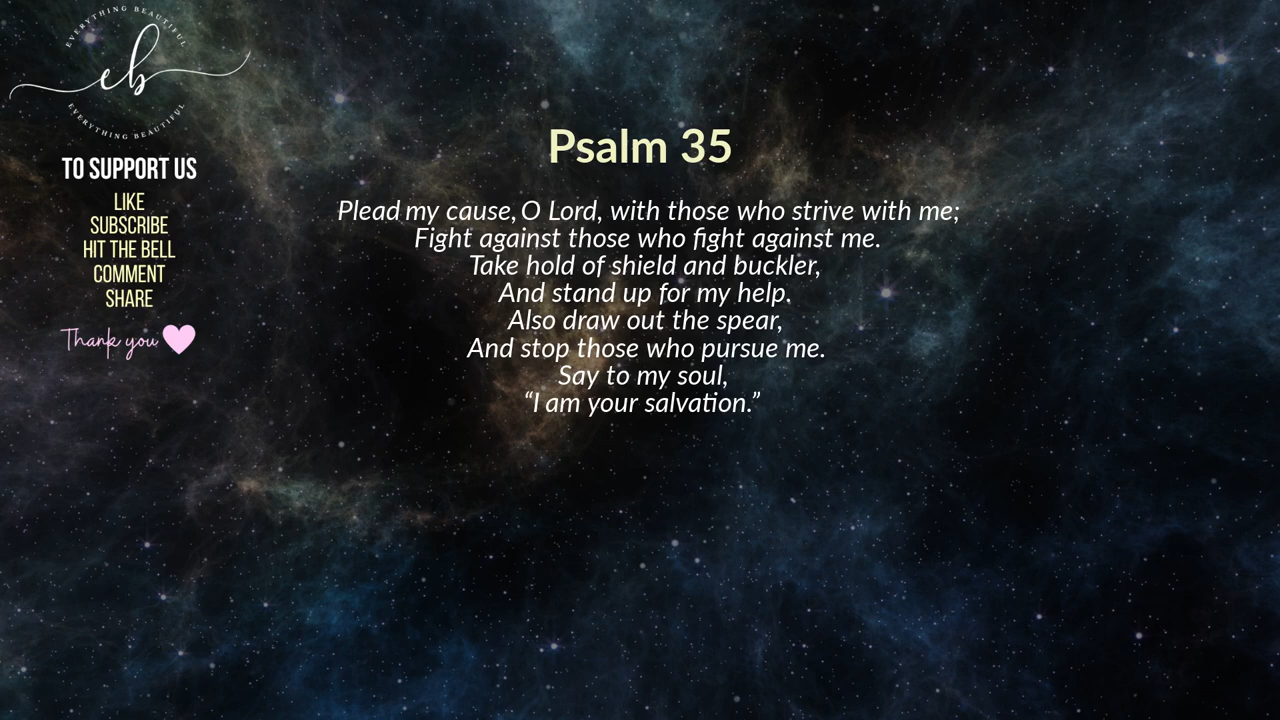 EVERYTHING BEAUTIFUL
eb
EVERYTHING BEAUTIFUL
TO SUPPORT US
LIKE
SUBSCRIBE
HIT THE BELL
COMMENT
SHARE
Thank you
Psalm 35
Plead my cause, O Lord, with those who strive with me;
Fight against those who fight against me.
Take hold of shield and buckler,
And stand up for my help.
Also draw out the spear,
And stop those who pursue me.
Say to my soul,
“I am your salvation.”